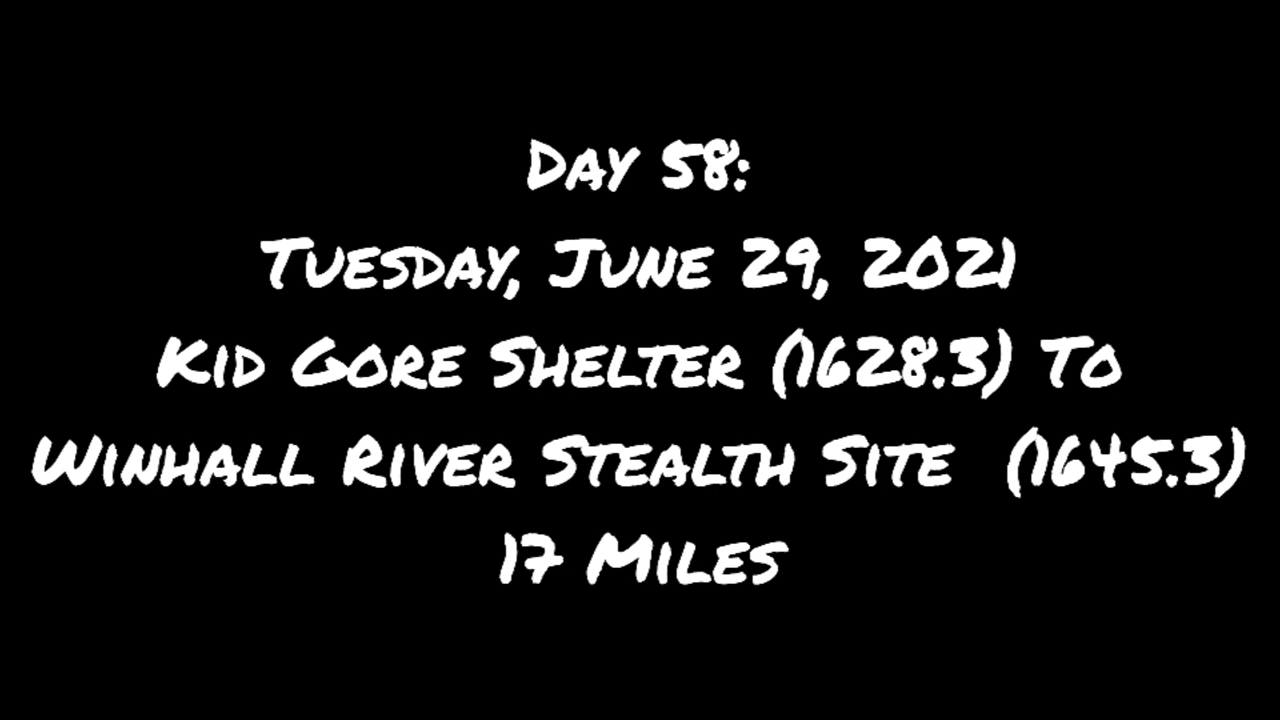 Day 58:
Tuesday, June 29, 2021
Kid Gore Shelter (1628.3) To
Winhall River Stealth Site (1645.3)
17 Miles